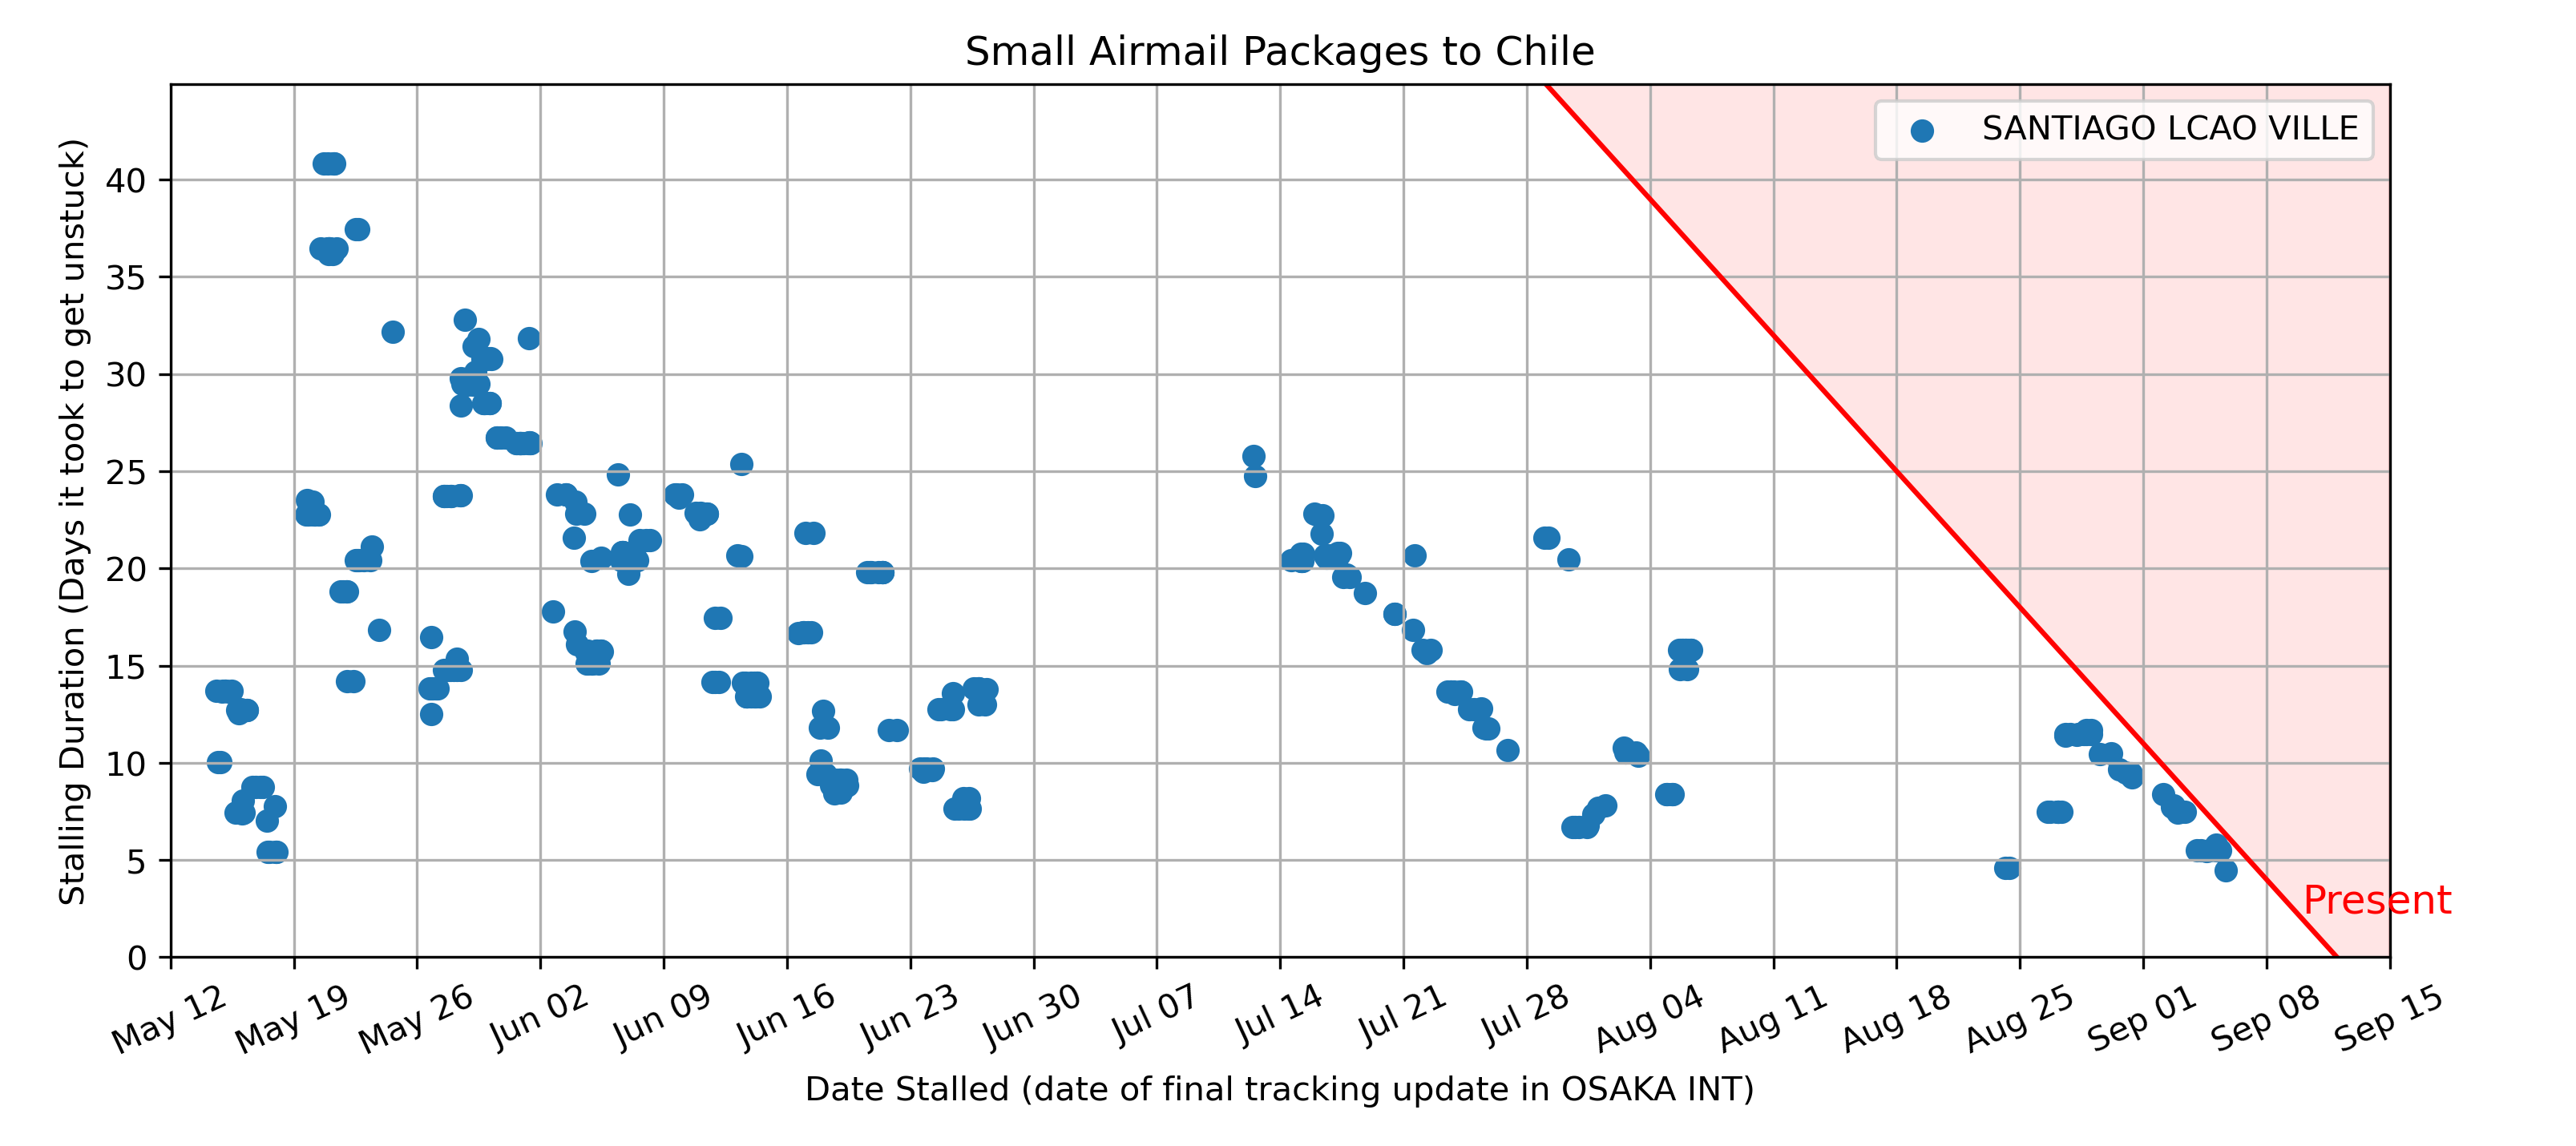 Small Airmail Packages to Chile
SANTIAGO LCAO VILLE
Stalling Duration (Days it took to get unstuck)
40
35
30
25
20
15
10
5
0
Present
May 12
May 19
May 26
Jun 02
Jun 09
Jun 16
Jun 23
Jun 30
Jul 07
Jul 14
Jul 21
Jul 28
Aug 04
Aug 11
Aug 18
Aug 25
Sep 01
Sep 08
Sep 15
Date Stalled (date of final tracking update in OSAKA INT)